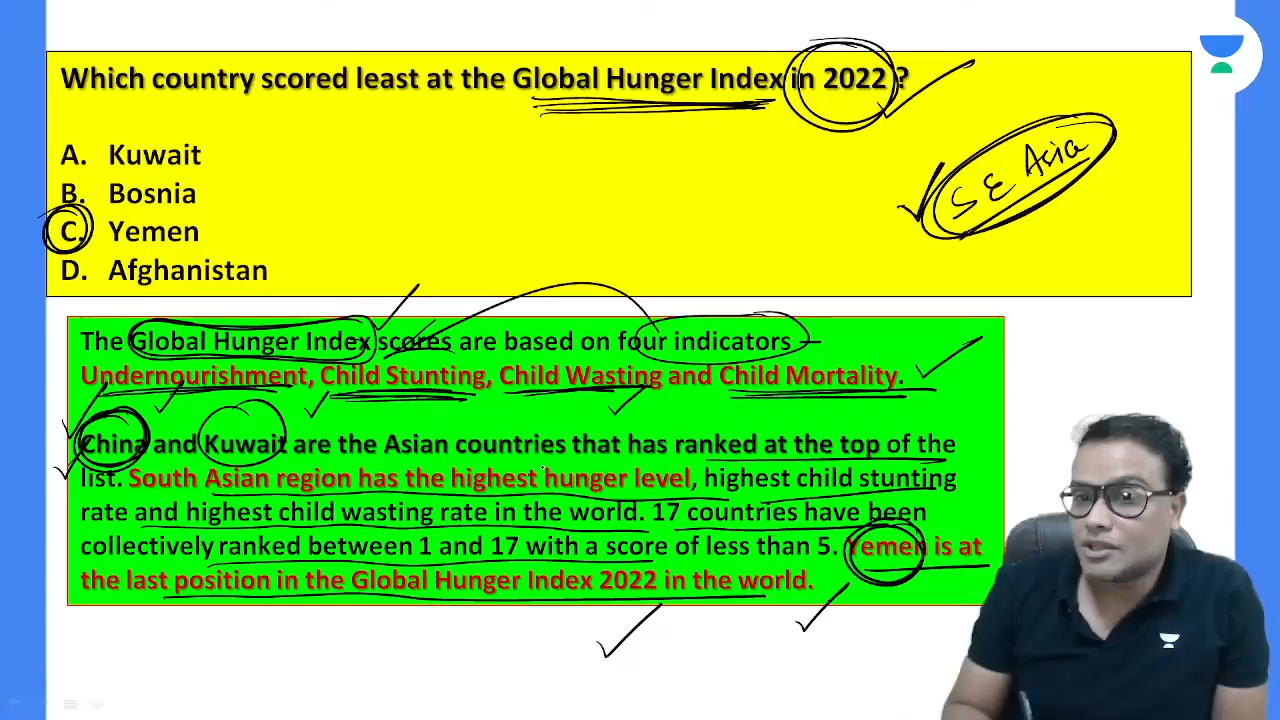 Which country scored least at the Global Hunger Index in 2022 ?
A. Kuwait
B. Bosnia
C. Yemen
D. Afghanistan
S E Asia
The Global Hunger Index scores are based on four indicators –
Undernourishment, Child Stunting, Child Wasting and Child Mortality.
China and Kuwait are the Asian countries that has ranked at the top of the
list. South Asian region has the highest hunger level, highest child stunting
rate and highest child wasting rate in the world. 17 countries have been
collectively ranked between 1 and 17 with a score of less than 5. Yemen is at
the last position in the Global Hunger Index 2022 in the world.